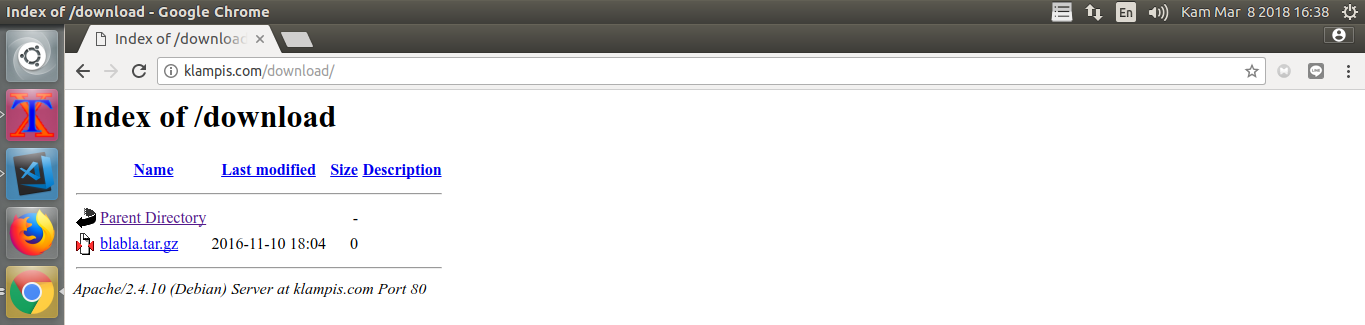 Index of /download - Google Chrome
En
Kam Mar 8 2018 16:38
Index of /download
klampis.com/download/
LINE
Index of /download
Name Last modified Size Description
Parent Directory -
blabla.tar.gz 2016-11-10 18:04 0
Apache/2.4.10 (Debian) Server at klampis.com Port 80